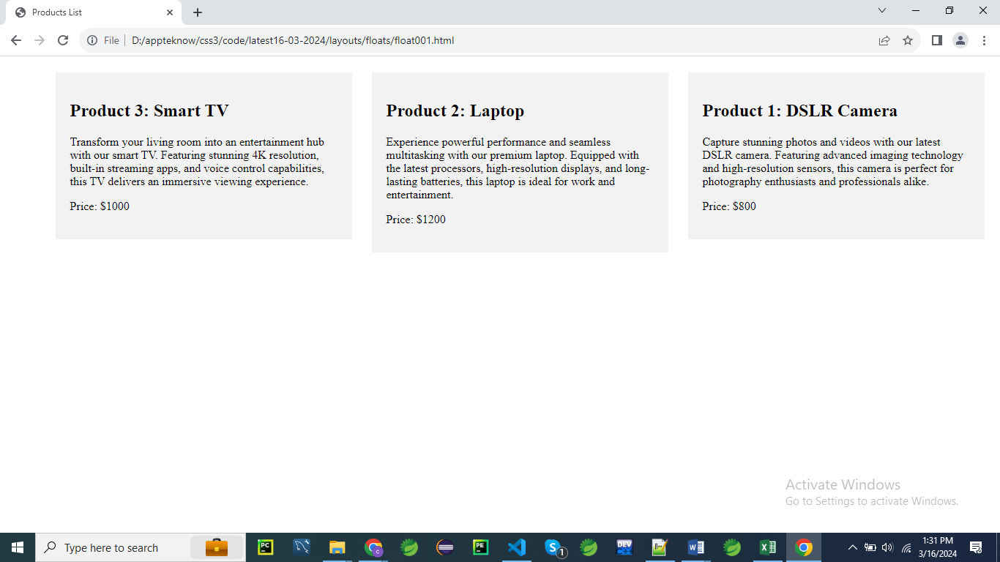 Products List
File
D:/appteknow/css3/code/latest16-03-2024/layouts/floats/float001.html
Product 3: Smart TV
Transform your living room into an entertainment hub
with our smart TV. Featuring stunning 4K resolution,
built-in streaming apps, and voice control capabilities,
this TV delivers an immersive viewing experience.
Price: $1000
Product 2: Laptop
Experience powerful performance and seamless
multitasking with our premium laptop. Equipped with
the latest processors, high-resolution displays, and long-
lasting batteries, this laptop is ideal for work and
entertainment.
Price: $1200
Product 1: DSLR Camera
Capture stunning photos and videos with our latest
DSLR camera. Featuring advanced imaging technology
and high-resolution sensors, this camera is perfect for
photography enthusiasts and professionals alike.
Price: $800
Activate Windows
Go to Settings to activate Windows.
Type here to search
PC
G
PE
S
1
DEV
W
X
1:31 PM
3/16/2024